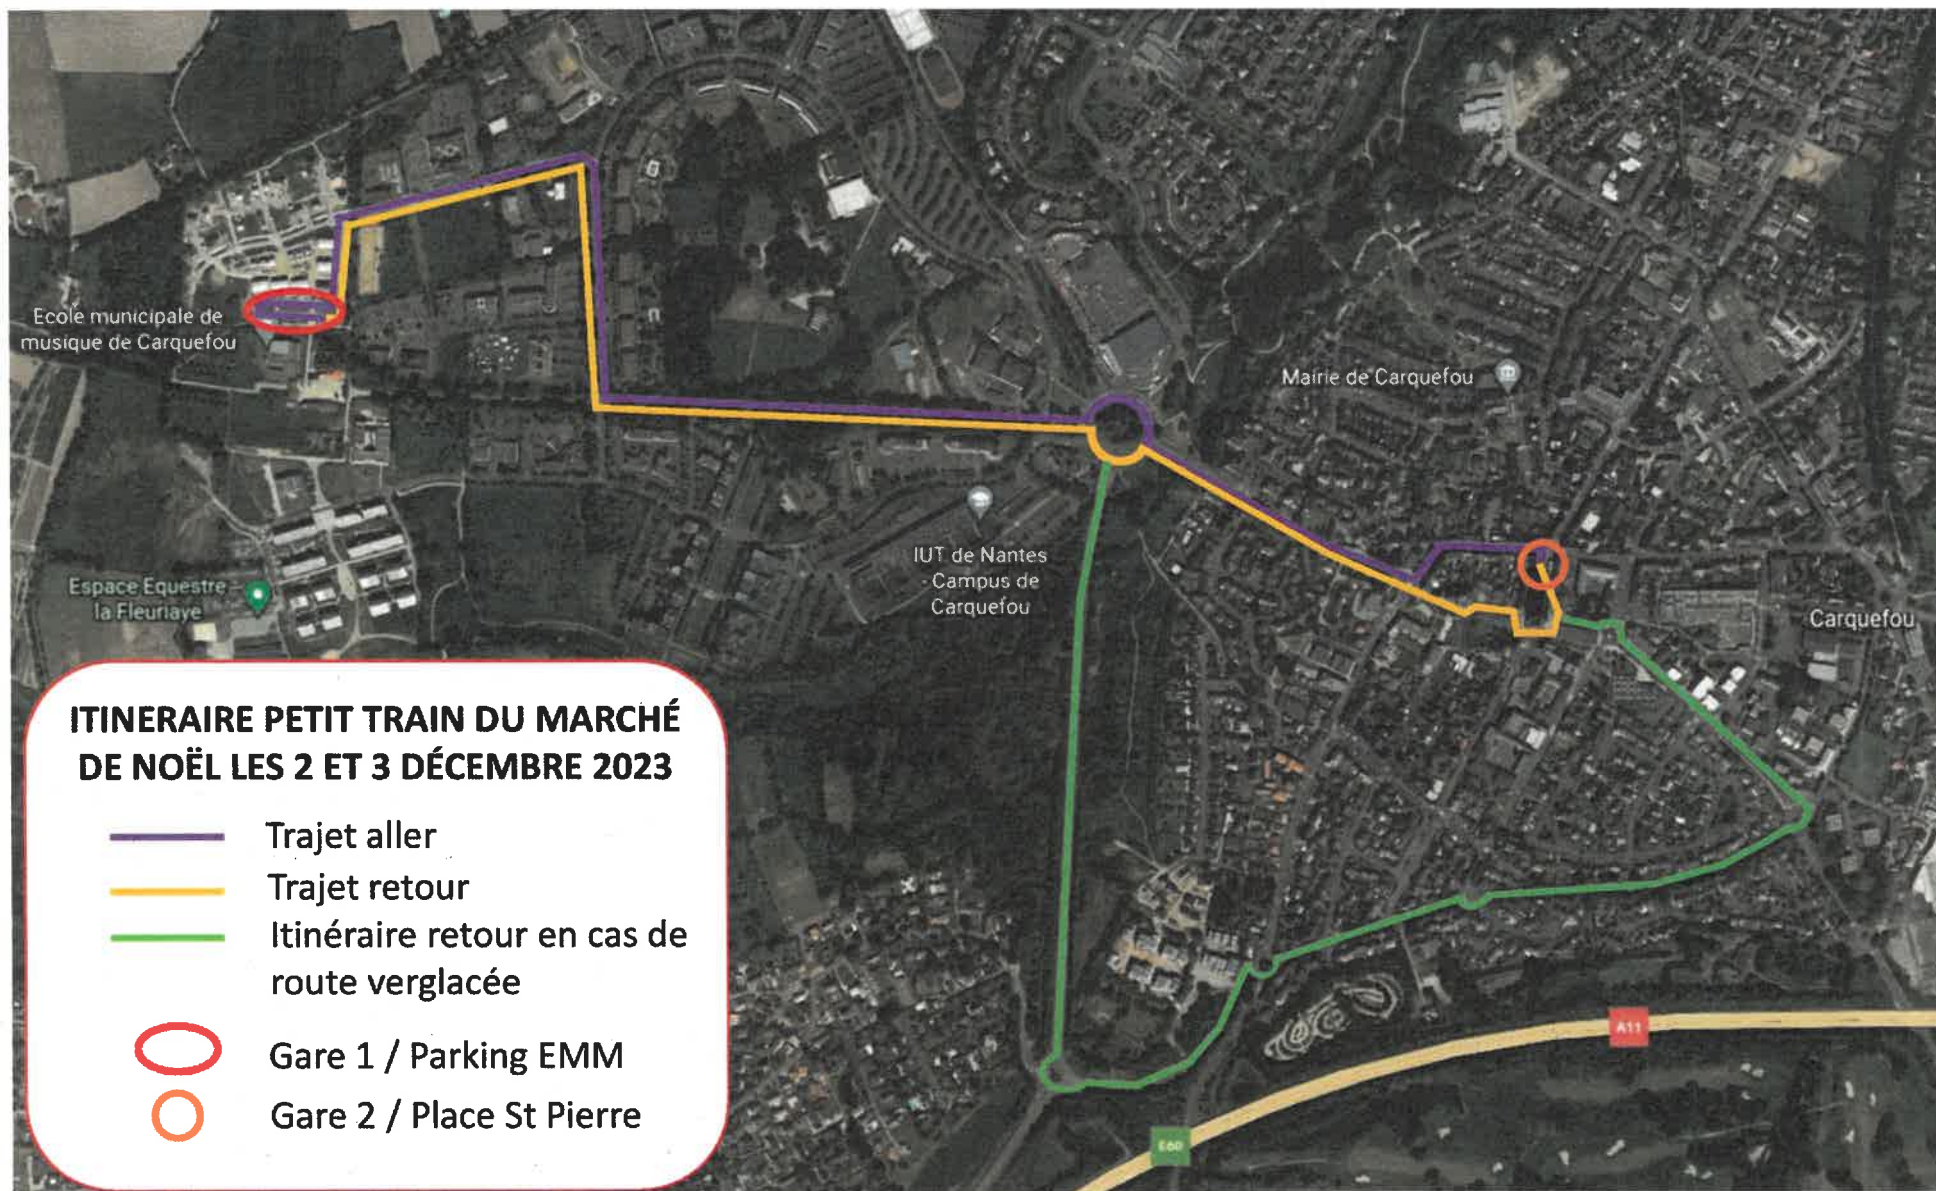 Ecole municipale de
musique de Carquefou
Mairie de Carquefou
IUT de Nantes
- Campus de
Carquefou
Espace Equestre
la Fleuriaye
Carquefou
A11
E60
ITINERAIRE PETIT TRAIN DU MARCHÉ
DE NOËL LES 2 ET 3 DÉCEMBRE 2023
Trajet aller
Trajet retour
Itinéraire retour en cas de
route verglacée
Gare 1 / Parking EMM
Gare 2 / Place St Pierre